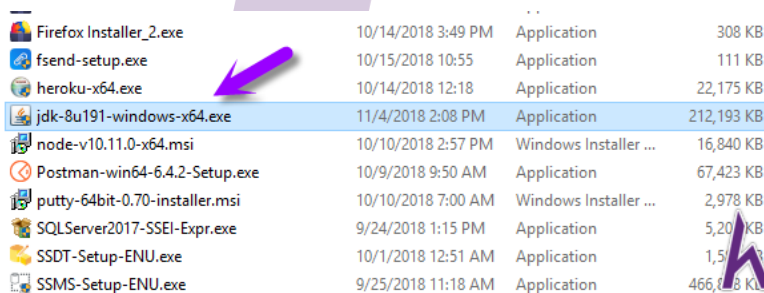 Firefox Installer_2.exe 10/14/2018 3:49 PM Application 308 KB
fsend-setup.exe 10/15/2018 10:55 Application 111 KB
heroku-x64.exe 10/14/2018 12:18 Application 22,175 KB
jdk-8u191-windows-x64.exe 11/4/2018 2:08 PM Application 212,193 KB
node-v10.11.0-x64.msi 10/10/2018 2:57 PM Windows Installer ... 16,840 KB
Postman-win64-6.4.2-Setup.exe 10/9/2018 9:50 AM Application 67,423 KB
putty-64bit-0.70-installer.msi 10/10/2018 7:00 AM Windows Installer ... 2,978 KB
SQLServer2017-SSEI-Expr.exe 9/24/2018 1:15 PM Application KB
SSDT-Setup-ENU.exe 10/1/2018 12:51 AM Application
SSMS-Setup-ENU.exe 9/25/2018 11:18 AM Application